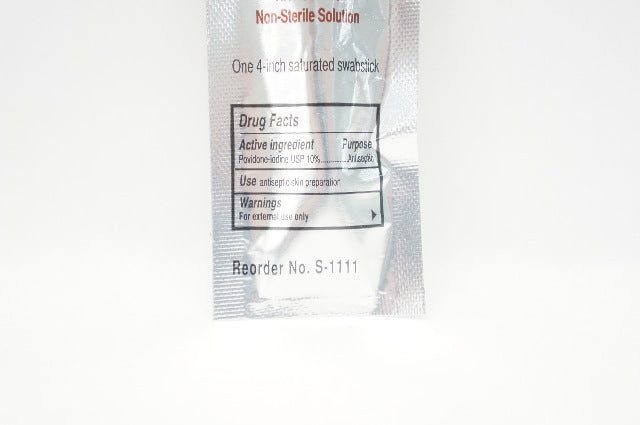 Non-Sterile Solution
One 4-inch saturated swabstick
Drug Facts
Active ingredient Purpose
Povidone-iodine USP 10%............Antiseptic
Use antiseptic skin preparation
Warnings
For external use only
Reorder No. S-1111